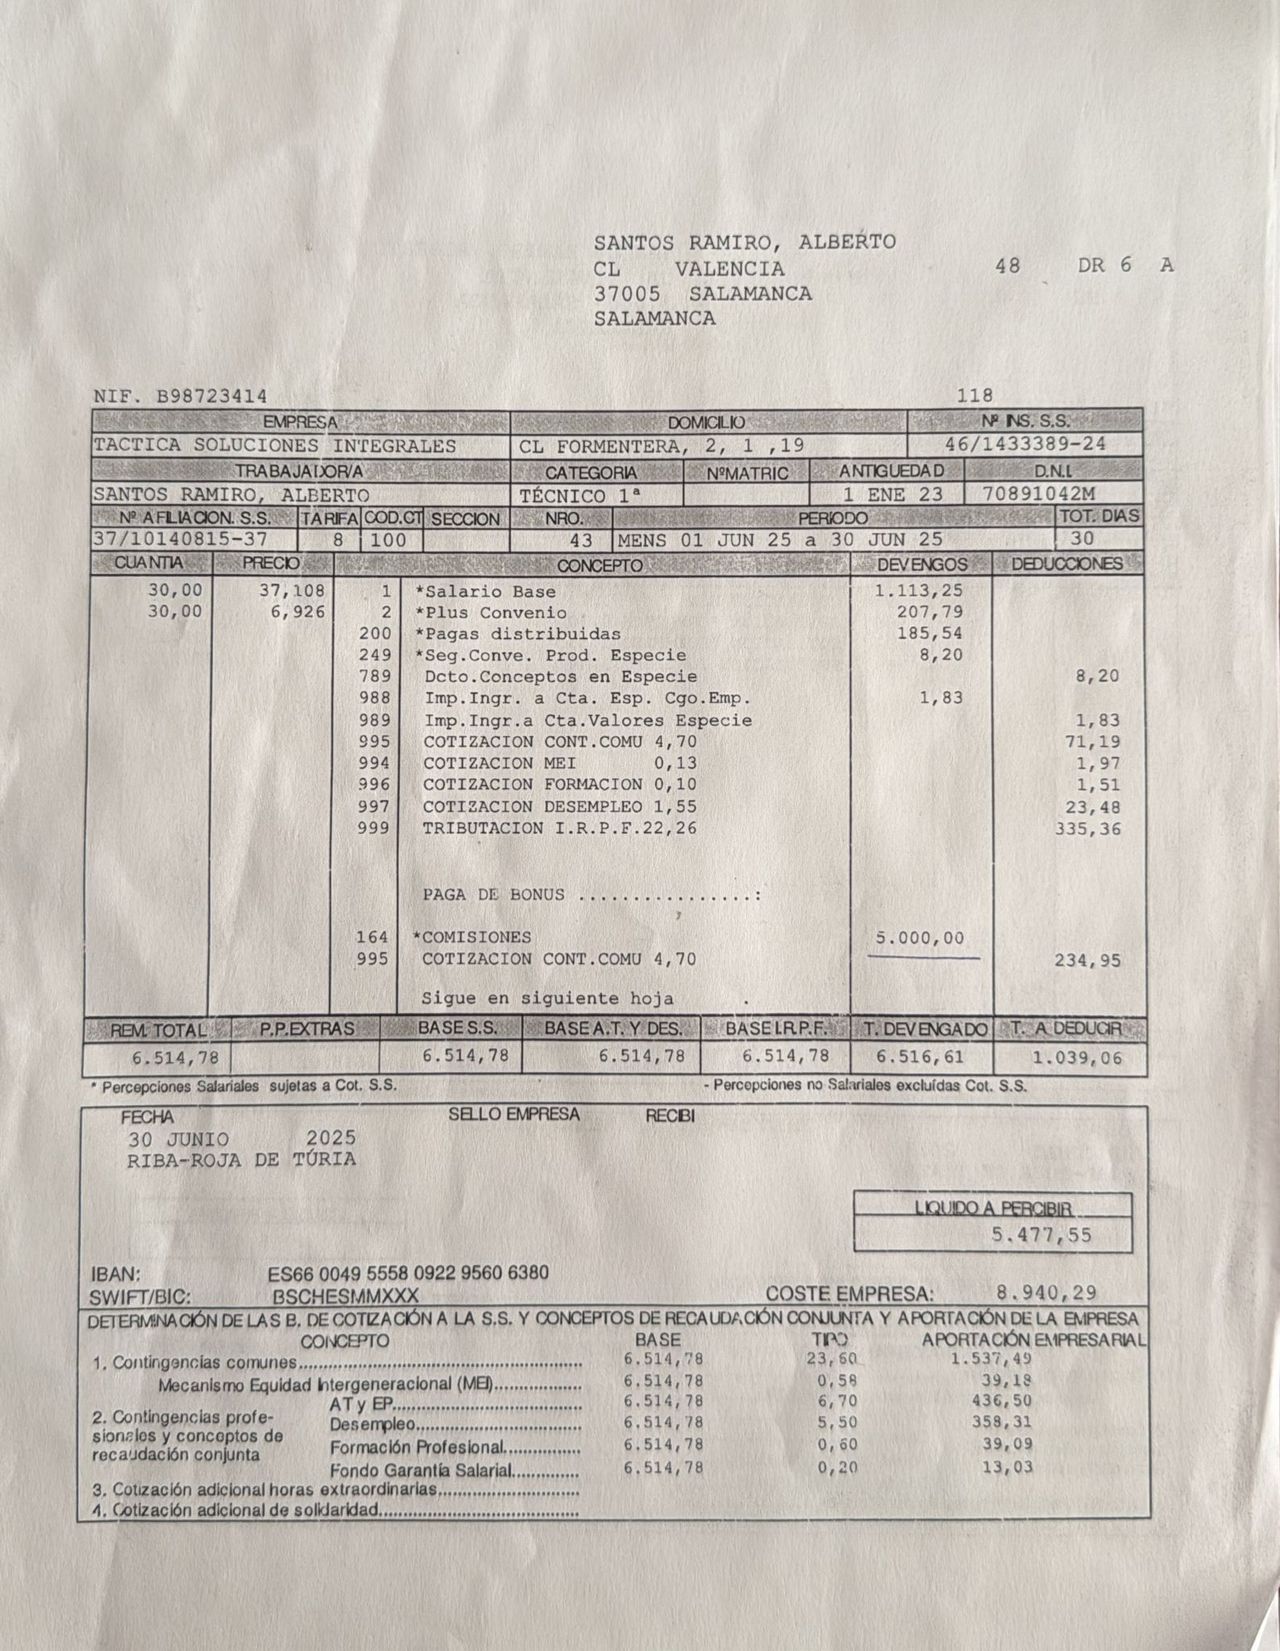 SANTOS RAMIRO, ALBERTO
CL VALENCIA 48 DR 6 A
37005 SALAMANCA
SALAMANCA
NIF. B98723414 118
EMPRESA DOMICILIO Nº INS. S.S.
TACTICA SOLUCIONES INTEGRALES CL FORMENTERA, 2, 1 ,19 46/1433389-24
TRABAJADOR/A CATEGORIA NºMATRIC ANTIGUEDAD D.N.I.
SANTOS RAMIRO, ALBERTO TÉCNICO 1ª 1 ENE 23 70891042M
Nº AFILIACION. S.S. TARIFA COD.CT SECCION NRO. PERIODO TOT. DIAS
37/10140815-37 8 100 43 MENS 01 JUN 25 a 30 JUN 25 30
CUANTIA PRECIO CONCEPTO DEVENGOS DEDUCCIONES
30,00 37,108 1 *Salario Base 1.113,25
30,00 6,926 2 *Plus Convenio 207,79
200 *Pagas distribuidas 185,54
249 *Seg.Conve. Prod. Especie 8,20
789 Dcto.Conceptos en Especie 8,20
988 Imp.Ingr. a Cta. Esp. Cgo.Emp. 1,83
989 Imp.Ingr.a Cta.Valores Especie 1,83
995 COTIZACION CONT.COMU 4,70 71,19
994 COTIZACION MEI 0,13 1,97
996 COTIZACION FORMACION 0,10 1,51
997 COTIZACION DESEMPLEO 1,55 23,48
999 TRIBUTACION I.R.P.F.22,26 335,36
PAGA DE BONUS ................:
164 *COMISIONES 5.000,00
995 COTIZACION CONT.COMU 4,70 234,95
Sigue en siguiente hoja .
REM. TOTAL P.P.EXTRAS BASE S.S. BASE A.T. Y DES. BASE I.R.P.F. T. DEVENGADO T. A DEDUCIR
6.514,78 6.514,78 6.514,78 6.514,78 6.516,61 1.039,06
* Percepciones Salariales sujetas a Cot. S.S. - Percepciones no Salariales excluídas Cot. S.S.
FECHA SELLO EMPRESA RECIBI
30 JUNIO 2025
RIBA-ROJA DE TÚRIA
LIQUIDO A PERCIBIR
5.477,55
IBAN: ES66 0049 5558 0922 9560 6380
SWIFT/BIC: BSCHESMMXXX COSTE EMPRESA: 8.940,29
DETERMINACIÓN DE LAS B. DE COTIZACIÓN A LA S.S. Y CONCEPTOS DE RECAUDACIÓN CONJUNTA Y APORTACIÓN DE LA EMPRESA
CONCEPTO BASE TIPO APORTACIÓN EMPRESARIAL
1. Contingencias comunes.................................................... 6.514,78 23,60 1.537,49
Mecanismo Equidad Intergeneracional (MEI).................. 6.514,78 0,58 39,18
AT y EP................................. 6.514,78 6,70 436,50
2. Contingencias profe-
sionales y conceptos de
recaudación conjunta
Desempleo............................. 6.514,78 5,50 358,31
Formación Profesional............... 6.514,78 0,60 39,09
Fondo Garantía Salarial............. 6.514,78 0,20 13,03
3. Cotización adicional horas extraordinarias..........................
4. Cotización adicional de solidaridad.....................................